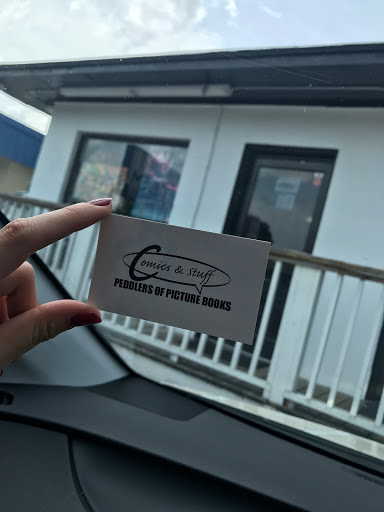 Comics & Stuff
PEDDLERS OF PICTURE BOOKS